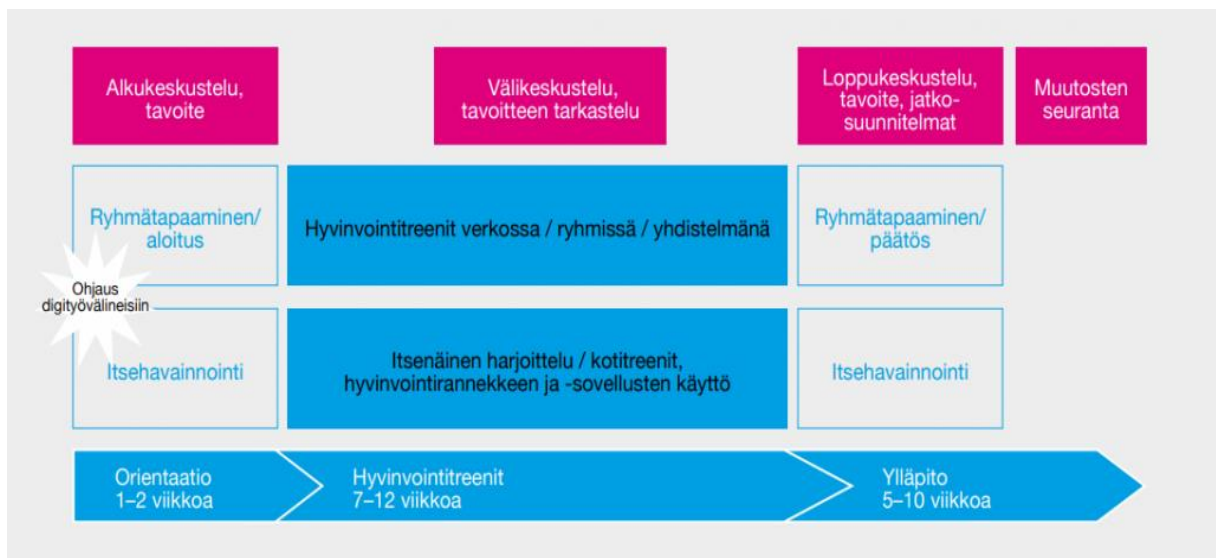 Alkukeskustelu,
tavoite
Välikeskustelu,
tavoitteen tarkastelu
Loppukeskustelu,
tavoite, jatko-
suunnitelmat
Muutosten
seuranta
Ryhmätapaaminen/
aloitus
Hyvinvointitreenit verkossa / ryhmissä / yhdistelmänä
Ryhmätapaaminen/
päätös
Ohjaus
digityövälineisiin
Itsehavainnointi
Itsenäinen harjoittelu / kotitreenit,
hyvinvointirannekkeen ja -sovellusten käyttö
Itsehavainnointi
Orientaatio
1–2 viikkoa
Hyvinvointitreenit
7–12 viikkoa
Ylläpito
5–10 viikkoa